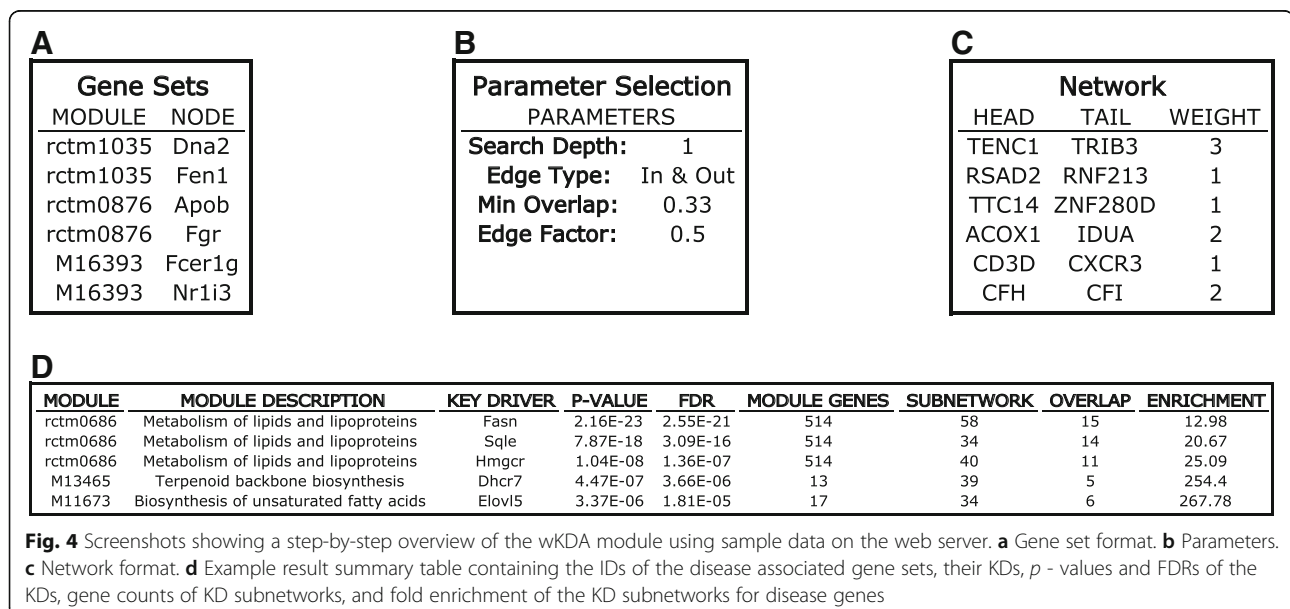 A
Gene Sets
MODULE NODE
rctm1035 Dna2
rctm1035 Fen1
rctm0876 Apob
rctm0876 Fgr
M16393 Fcer1g
M16393 Nr1i3
B
Parameter Selection
PARAMETERS
Search Depth: 1
Edge Type: In & Out
Min Overlap: 0.33
Edge Factor: 0.5
C
Network
HEAD TAIL WEIGHT
TENC1 TRIB3 3
RSAD2 RNF213 1
TTC14 ZNF280D 1
ACOX1 IDUA 2
CD3D CXCR3 1
CFH CFI 2
D
MODULE MODULE DESCRIPTION KEY DRIVER P-VALUE FDR MODULE GENES SUBNETWORK OVERLAP ENRICHMENT
rctm0686 Metabolism of lipids and lipoproteins Fasn 2.16E-23 2.55E-21 514 58 15 12.98
rctm0686 Metabolism of lipids and lipoproteins Sqle 7.87E-18 3.09E-16 514 34 14 20.67
rctm0686 Metabolism of lipids and lipoproteins Hmgcr 1.04E-08 1.36E-07 514 40 11 25.09
M13465 Terpenoid backbone biosynthesis Dhcr7 4.47E-07 3.66E-06 13 39 5 254.4
M11673 Biosynthesis of unsaturated fatty acids Elovl5 3.37E-06 1.81E-05 17 34 6 267.78
Fig. 4 Screenshots showing a step-by-step overview of the wKDA module using sample data on the web server. a Gene set format. b Parameters.
c Network format. d Example result summary table containing the IDs of the disease associated gene sets, their KDs, p - values and FDRs of the
KDs, gene counts of KD subnetworks, and fold enrichment of the KD subnetworks for disease genes